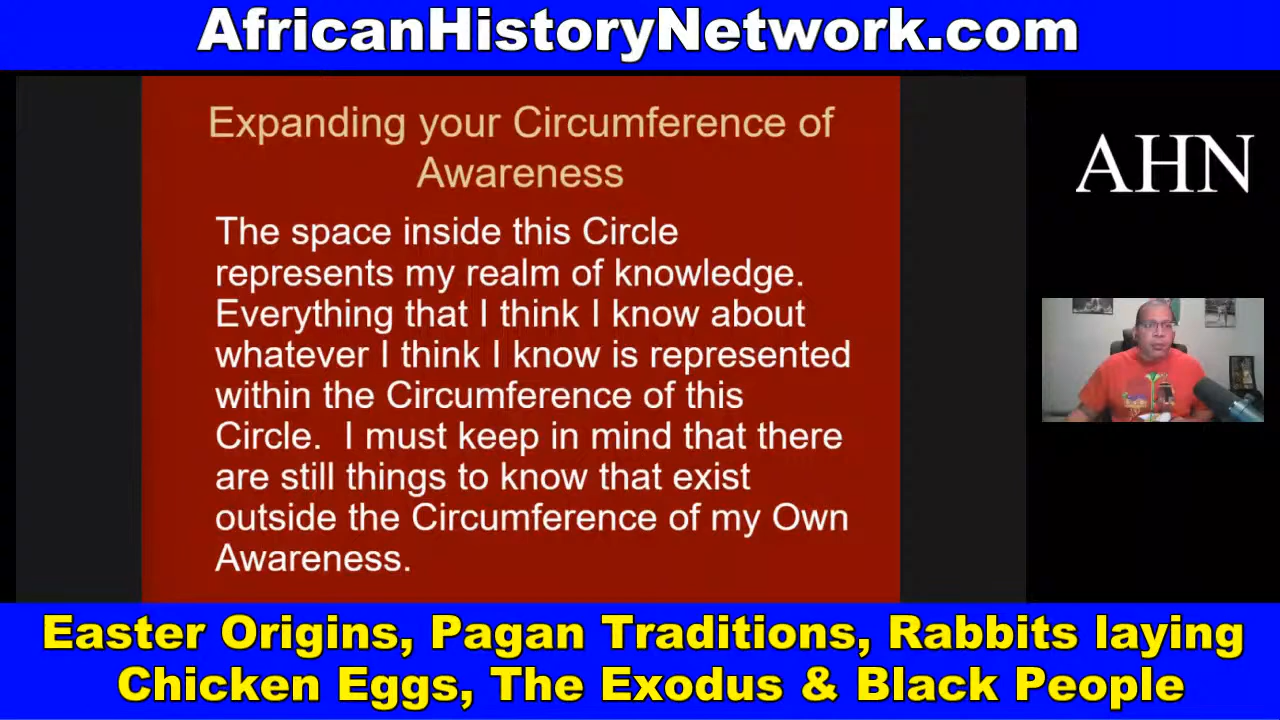 AfricanHistoryNetwork.com
Expanding your Circumference of
Awareness
AHN
The space inside this Circle
represents my realm of knowledge.
Everything that I think I know about
whatever I think I know is represented
within the Circumference of this
Circle.  I must keep in mind that there
are still things to know that exist
outside the Circumference of my Own
Awareness.
Easter Origins, Pagan Traditions, Rabbits laying
Chicken Eggs, The Exodus & Black People